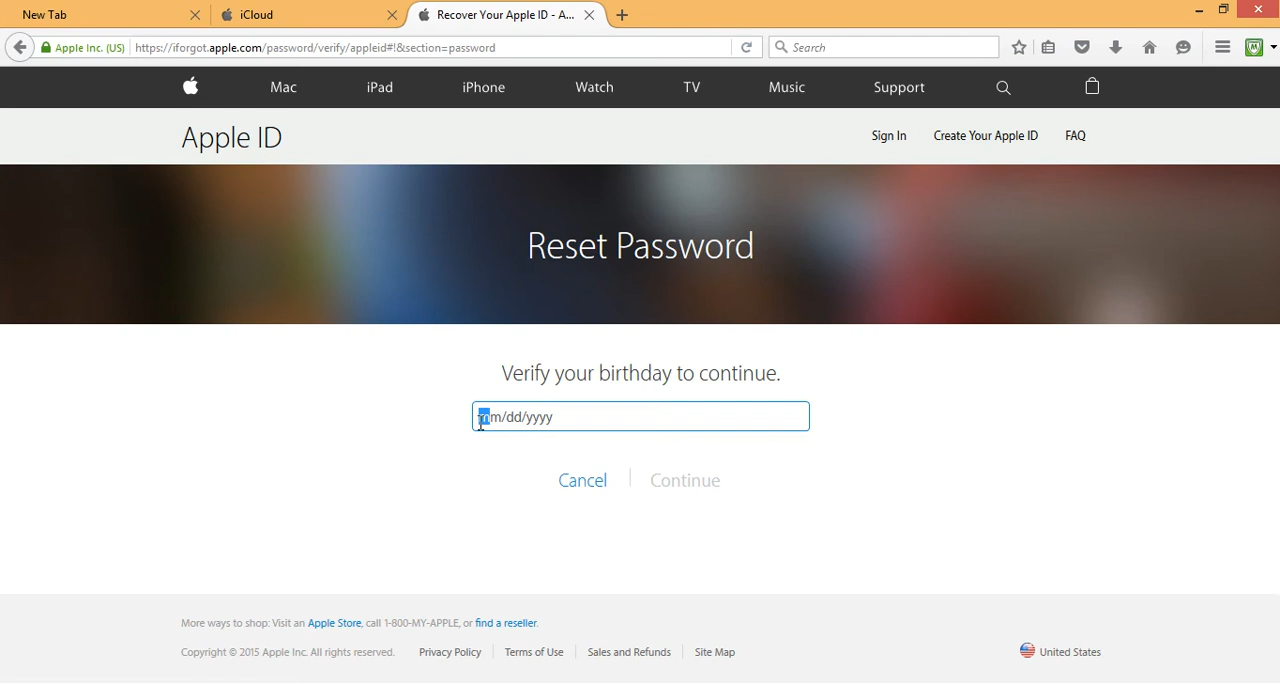 New Tab
iCloud
Recover Your Apple ID - A...
Apple Inc. (US)
https://iforgot.apple.com/password/verify/appleid#!&section=password
Search
Mac
iPad
iPhone
Watch
TV
Music
Support
Apple ID
Sign In
Create Your Apple ID
FAQ
Reset Password
Verify your birthday to continue.
mm/dd/yyyy
Cancel
Continue
More ways to shop: Visit an Apple Store, call 1-800-MY-APPLE, or find a reseller.
Copyright © 2015 Apple Inc. All rights reserved.
Privacy Policy
Terms of Use
Sales and Refunds
Site Map
United States